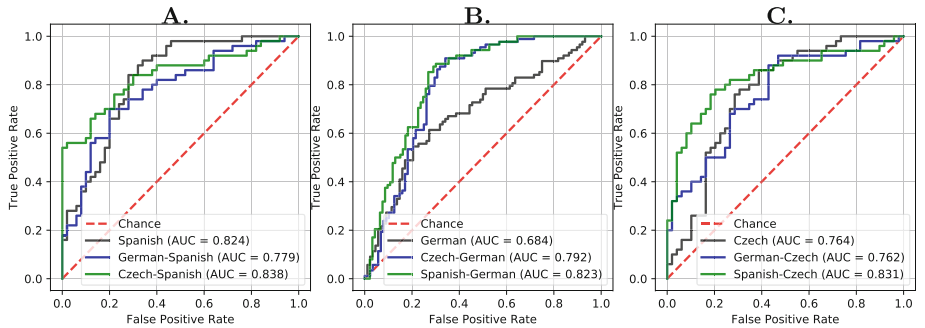 A.
B.
C.
True Positive Rate
1.0
0.8
0.6
0.4
0.2
0.0
Chance
Spanish (AUC = 0.824)
German-Spanish (AUC = 0.779)
Czech-Spanish (AUC = 0.838)
0.0 0.2 0.4 0.6 0.8 1.0
False Positive Rate
True Positive Rate
1.0
0.8
0.6
0.4
0.2
0.0
Chance
German (AUC = 0.684)
Czech-German (AUC = 0.792)
Spanish-German (AUC = 0.823)
0.0 0.2 0.4 0.6 0.8 1.0
False Positive Rate
True Positive Rate
1.0
0.8
0.6
0.4
0.2
0.0
Chance
Czech (AUC = 0.764)
German-Czech (AUC = 0.762)
Spanish-Czech (AUC = 0.831)
0.0 0.2 0.4 0.6 0.8 1.0
False Positive Rate